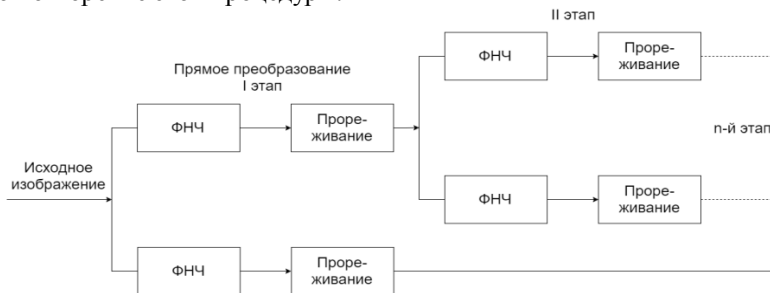 II этап
ФНЧ
Проре-
живание
Прямое преобразование
I этап
ФНЧ
Проре-
живание
n-й этап
Исходное
изображение
ФНЧ
Проре-
живание
ФНЧ
Проре-
живание